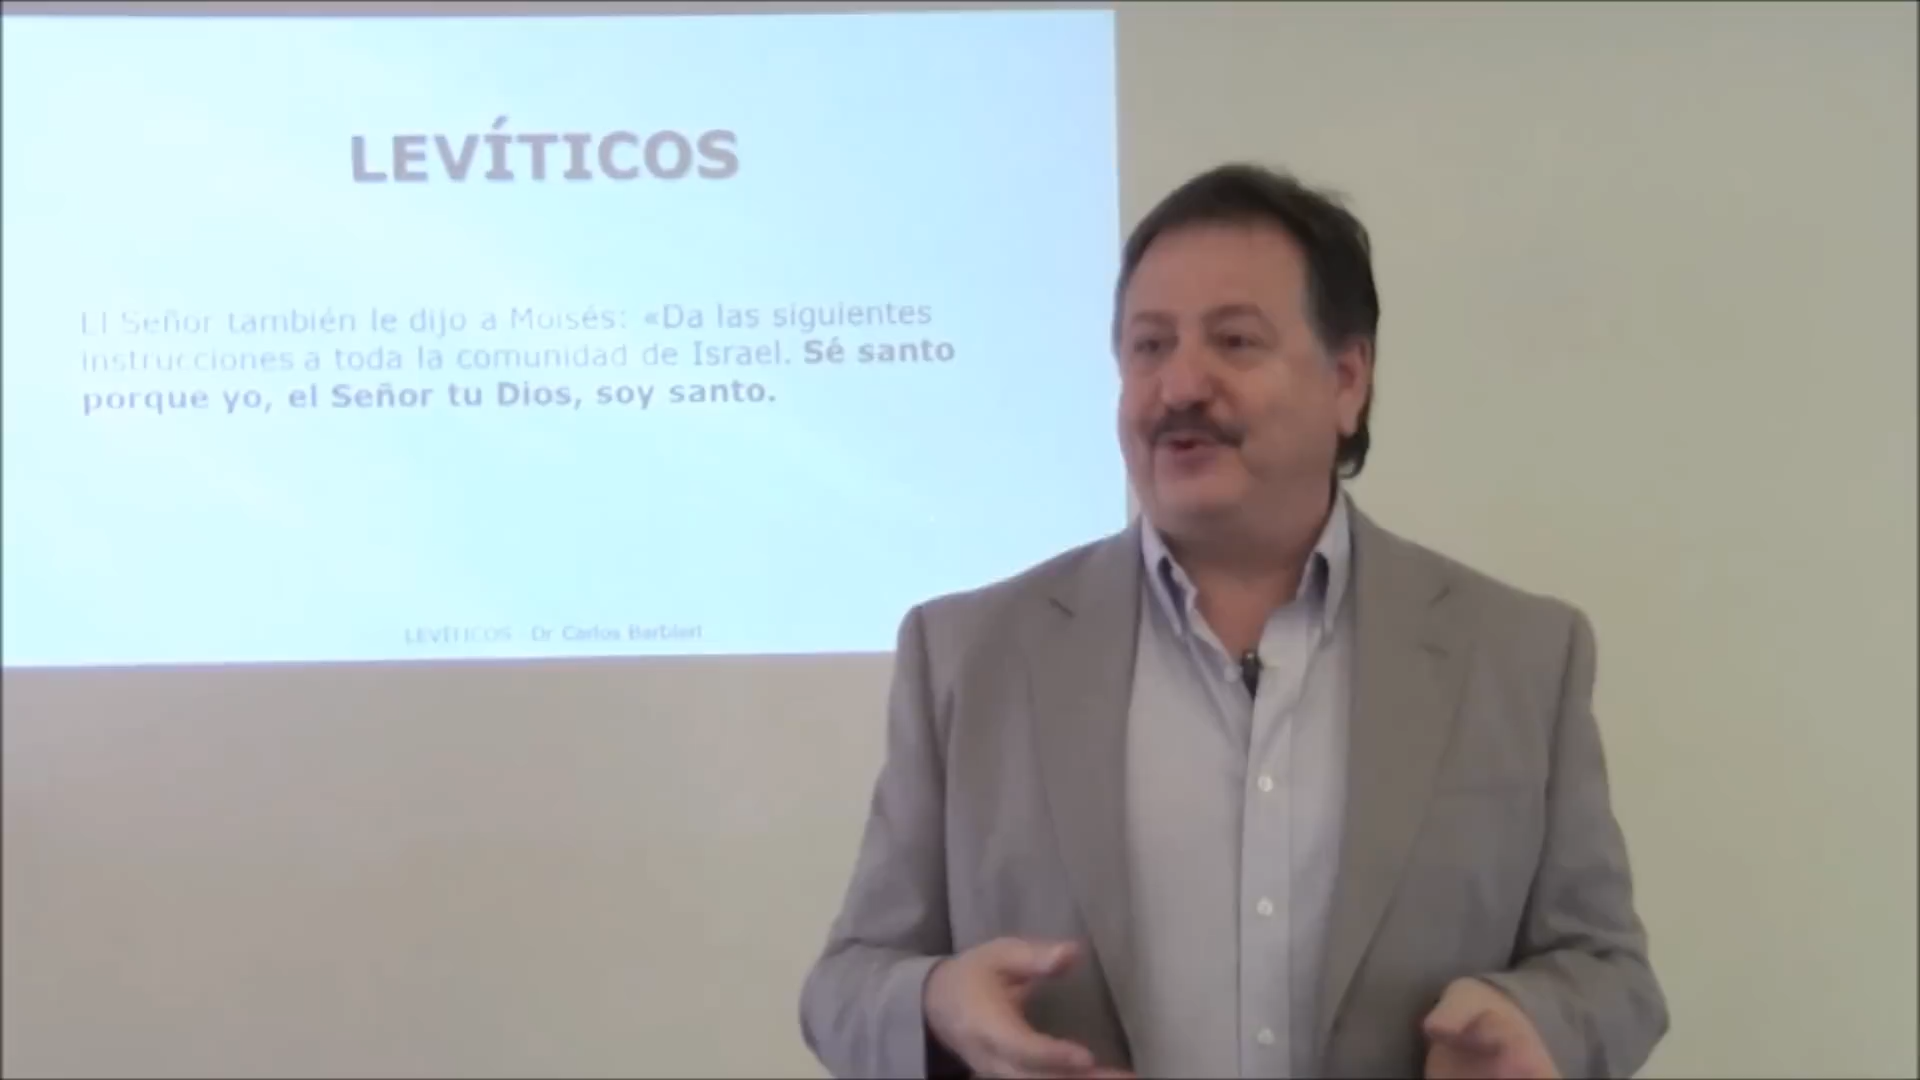 LEVÍTICOS
El Señor también le dijo a Moisés: «Da las siguientes
instrucciones a toda la comunidad de Israel. Sé santo
porque yo, el Señor tu Dios, soy santo.
LEVÍTICOS - Dr Carlos Barbieri